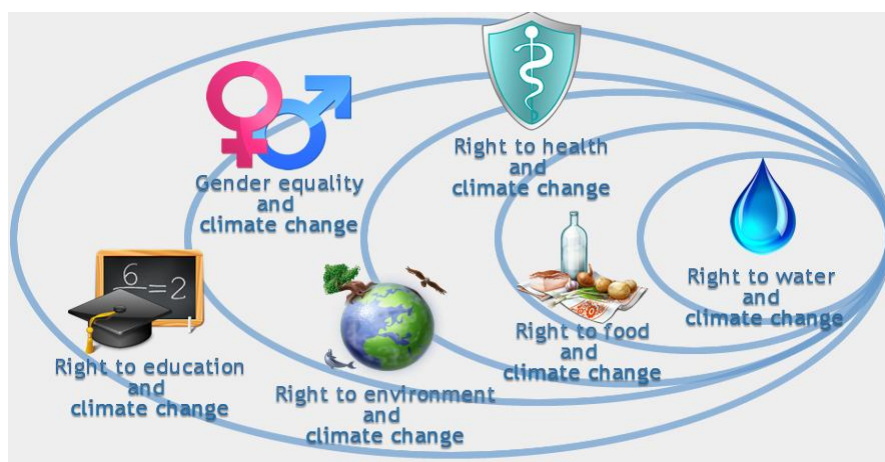 Gender equality
and
climate change
Right to health
and
climate change
Right to water
and
climate change
6
=2
Right to education
and
climate change
Right to environment
and
climate change
Right to food
and
climate change